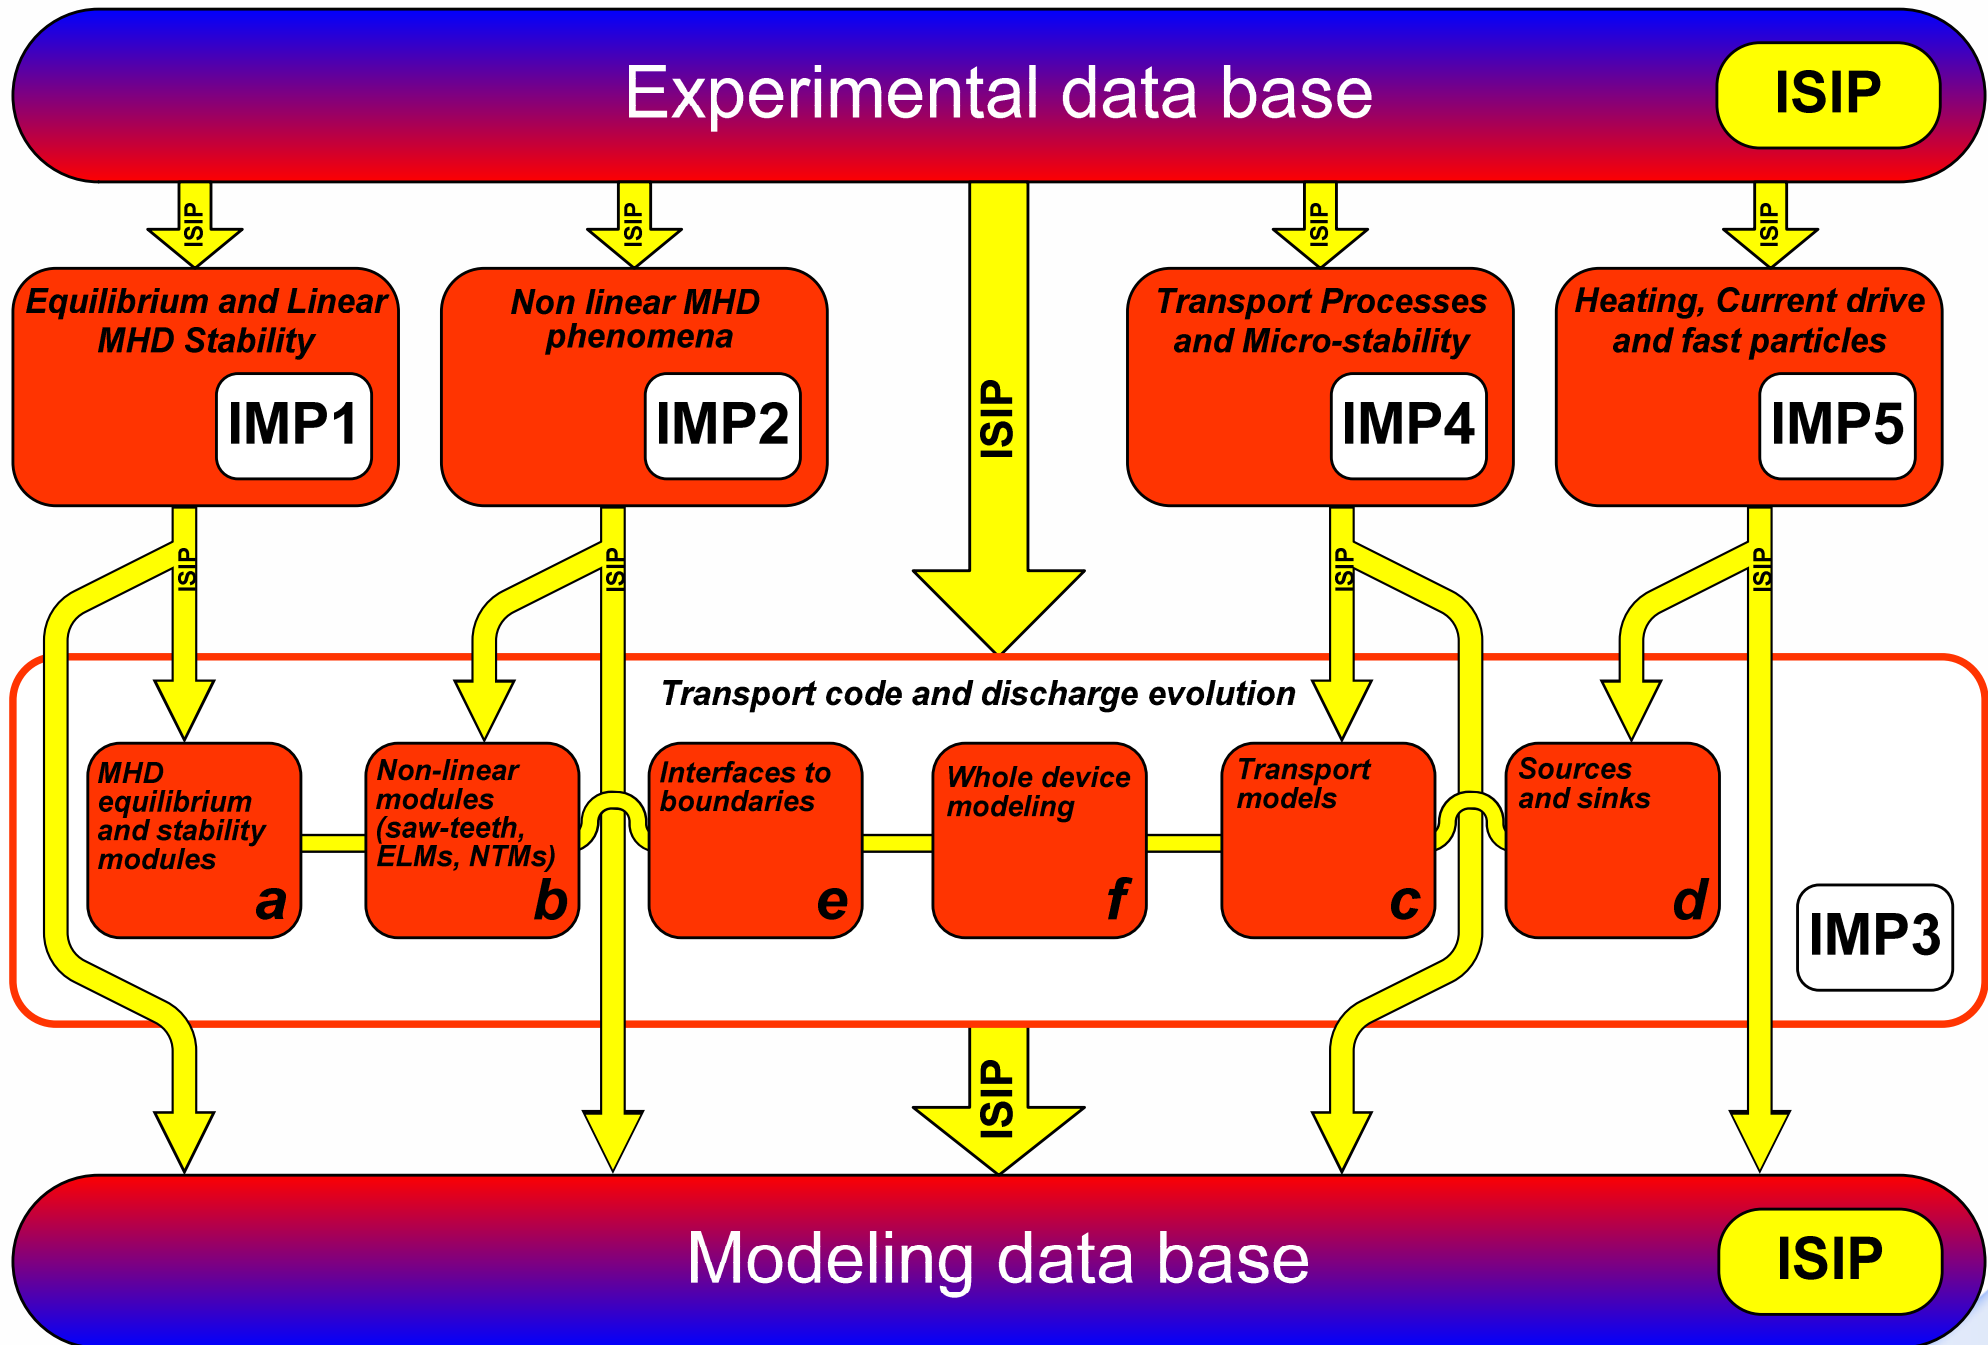 Experimental data base
ISIP
ISIP
ISIP
ISIP
ISIP
ISIP
Equilibrium and Linear
MHD Stability
IMP1
Non linear MHD
phenomena
IMP2
Transport Processes
and Micro-stability
IMP4
Heating, Current drive
and fast particles
IMP5
ISIP
ISIP
ISIP
ISIP
Transport code and discharge evolution
MHD
equilibrium
and stability
modules
a
Non-linear
modules
(saw-teeth,
ELMs, NTMs)
b
Interfaces to
boundaries
e
Whole device
modeling
f
Transport
models
c
Sources
and sinks
d
IMP3
ISIP
Modeling data base
ISIP